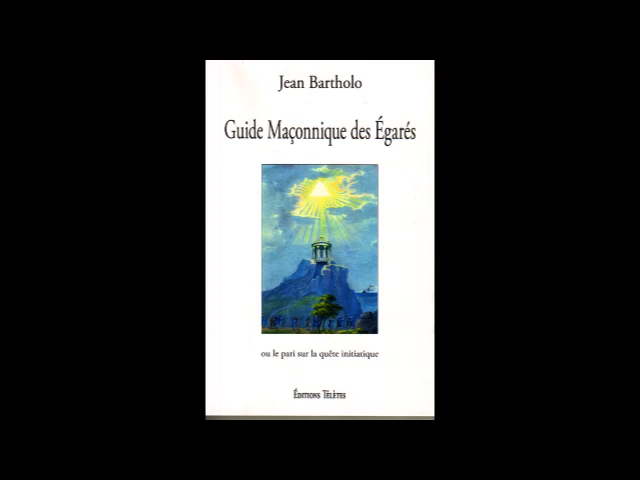 Jean Bartholo
Guide Maçonnique des Égarés
ou le pari sur la quête initiatique
Éditions Télètes